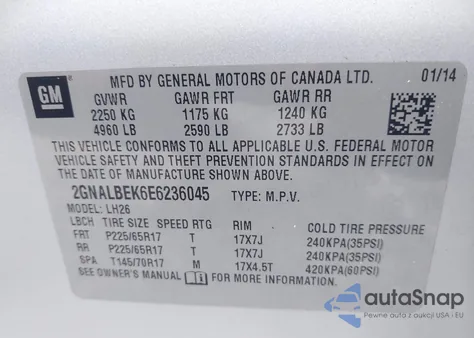 GM
MFD BY GENERAL MOTORS OF CANADA LTD. 01/14
GVWR GAWR FRT GAWR RR
2250 KG 1175 KG 1240 KG
4960 LB 2590 LB 2733 LB
THIS VEHICLE CONFORMS TO ALL APPLICABLE U.S. FEDERAL MOTOR
VEHICLE SAFETY AND THEFT PREVENTION STANDARDS IN EFFECT ON
THE DATE OF MANUFACTURE SHOWN ABOVE.
2GNALBEK6E6236045 TYPE: M.P.V.
MODEL: LH26
LBCH TIRE SIZE SPEED RTG RIM COLD TIRE PRESSURE
FRT P225/65R17 T 17X7J 240KPA(35PSI)
RR P225/65R17 T 17X7J 240KPA(35PSI)
SPA T145/70R17 M 17X4.5T 420KPA(60PSI)
SEE OWNER'S MANUAL FOR MORE INFORMATION.
autoSnap
Pewne auta z aukcji USA i EU